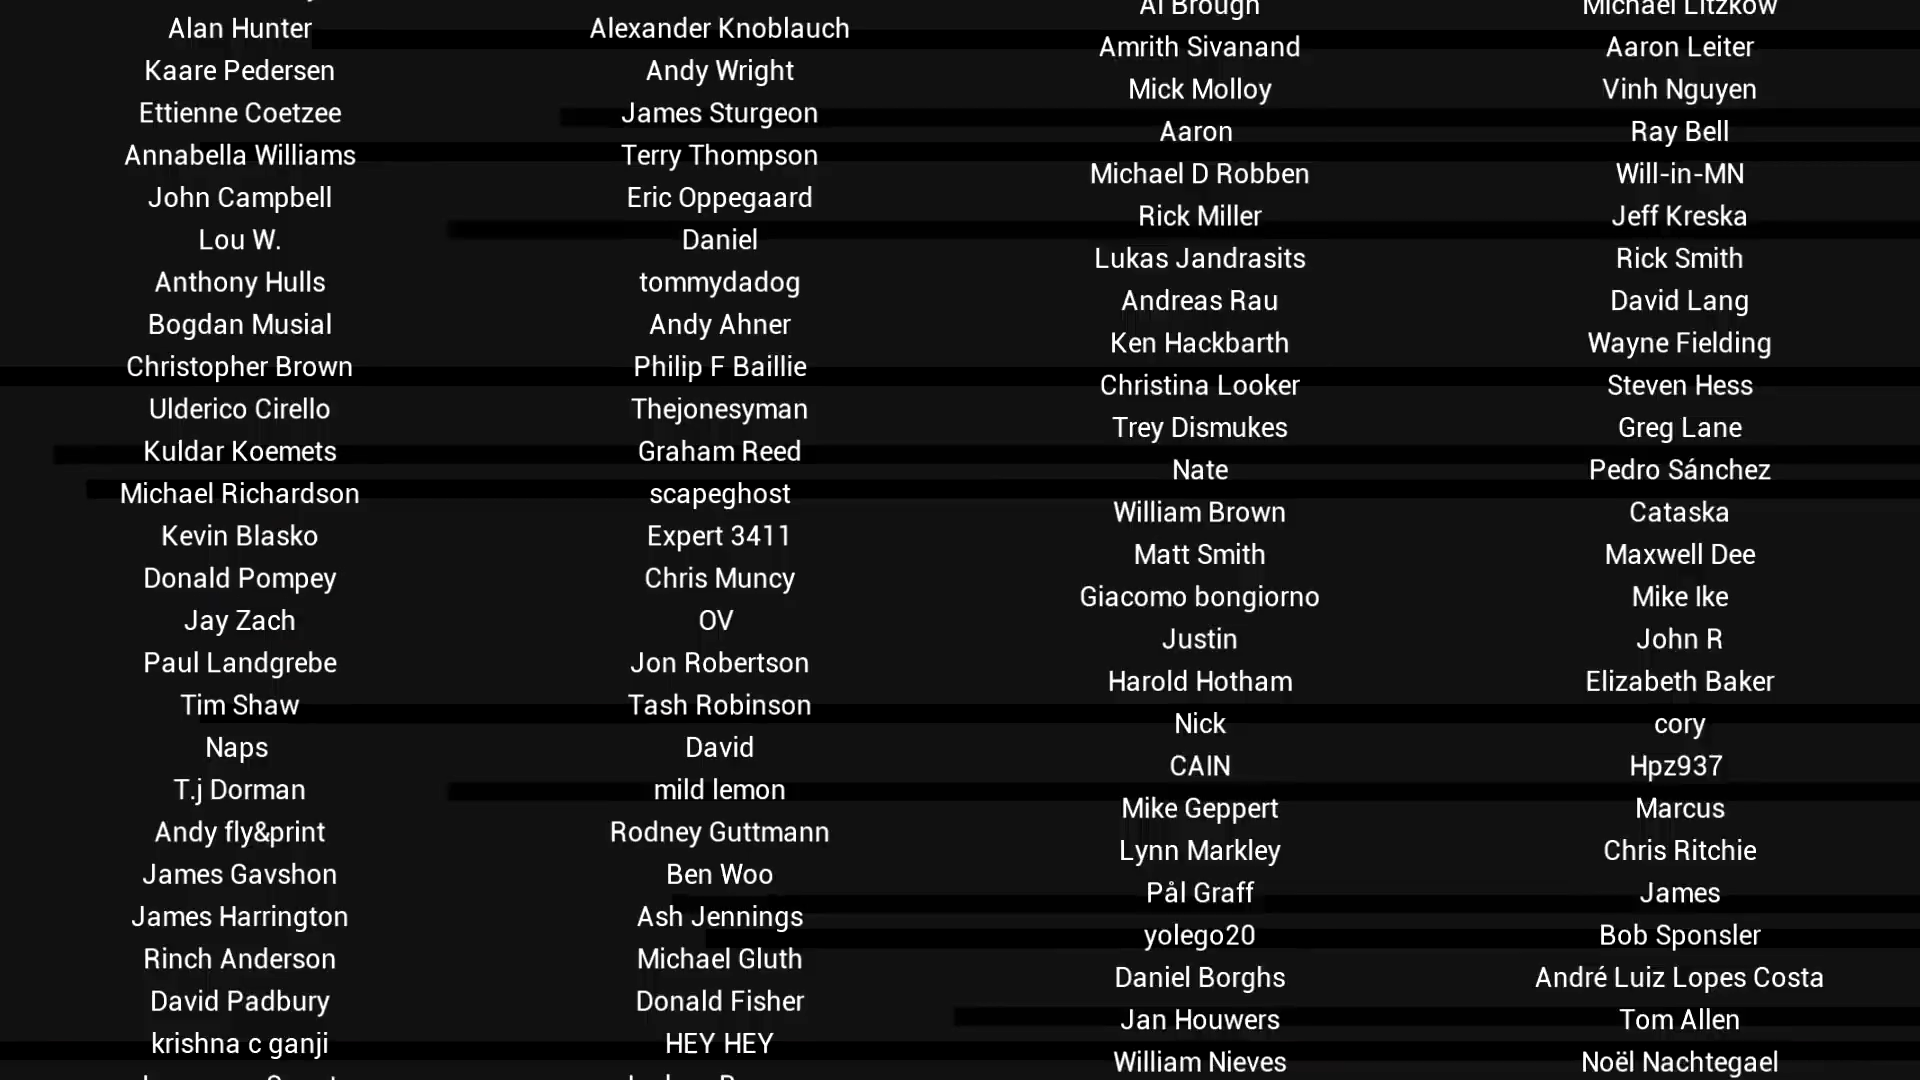 Alan Hunter
Kaare Pedersen
Ettienne Coetzee
Annabella Williams
John Campbell
Lou W.
Anthony Hulls
Bogdan Musial
Christopher Brown
Ulderico Cirello
Kuldar Koemets
Michael Richardson
Kevin Blasko
Donald Pompey
Jay Zach
Paul Landgrebe
Tim Shaw
Naps
T.j Dorman
Andy fly&print
James Gavshon
James Harrington
Rinch Anderson
David Padbury
krishna c ganji
Alexander Knoblauch
Andy Wright
James Sturgeon
Terry Thompson
Eric Oppegaard
Daniel
tommydadog
Andy Ahner
Philip F Baillie
Thejonesyman
Graham Reed
scapeghost
Expert 3411
Chris Muncy
OV
Jon Robertson
Tash Robinson
David
mild lemon
Rodney Guttmann
Ben Woo
Ash Jennings
Michael Gluth
Donald Fisher
HEY HEY
Al Brough
Amrith Sivanand
Mick Molloy
Aaron
Michael D Robben
Rick Miller
Lukas Jandrasits
Andreas Rau
Ken Hackbarth
Christina Looker
Trey Dismukes
Nate
William Brown
Matt Smith
Giacomo bongiorno
Justin
Harold Hotham
Nick
CAIN
Mike Geppert
Lynn Markley
Pål Graff
yolego20
Daniel Borghs
Jan Houwers
William Nieves
Michael Litzkow
Aaron Leiter
Vinh Nguyen
Ray Bell
Will-in-MN
Jeff Kreska
Rick Smith
David Lang
Wayne Fielding
Steven Hess
Greg Lane
Pedro Sánchez
Cataska
Maxwell Dee
Mike Ike
John R
Elizabeth Baker
cory
Hpz937
Marcus
Chris Ritchie
James
Bob Sponsler
André Luiz Lopes Costa
Tom Allen
Noël Nachtegael